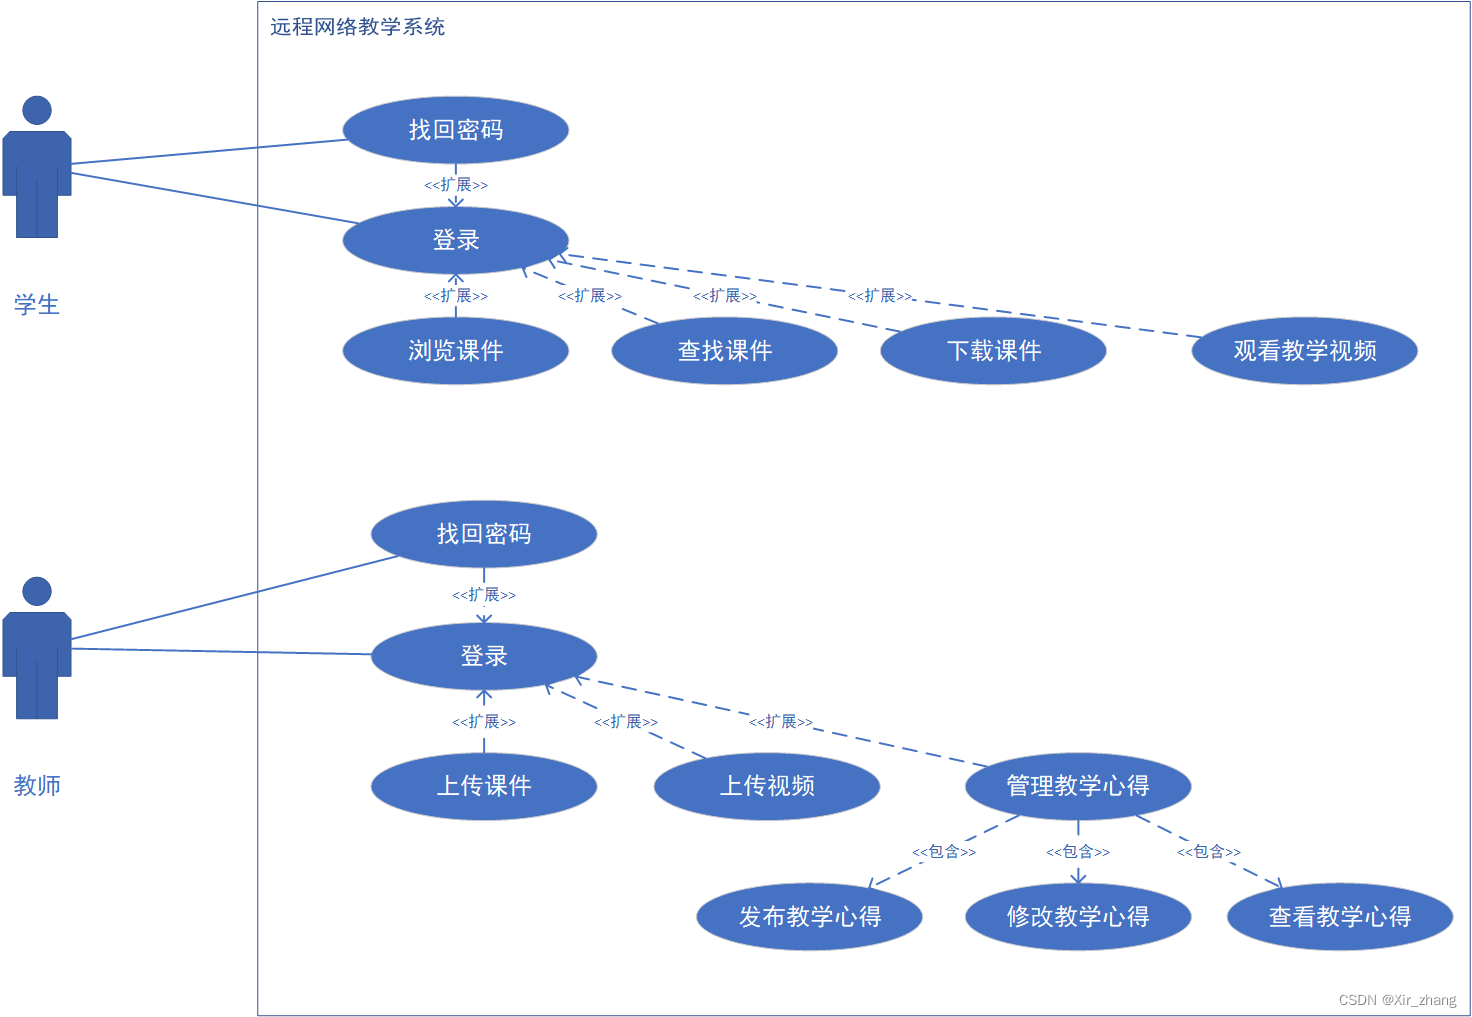 远程网络教学系统
找回密码
<<扩展>>
登录
学生
<<扩展>>
<<扩展>>
<<扩展>>
<<扩展>>
浏览课件
查找课件
下载课件
观看教学视频
找回密码
<<扩展>>
登录
<<扩展>>
<<扩展>>
<<扩展>>
教师
上传课件
上传视频
管理教学心得
<<包含>>
<<包含>>
<<包含>>
发布教学心得
修改教学心得
查看教学心得
CSDN @Xir_zhang